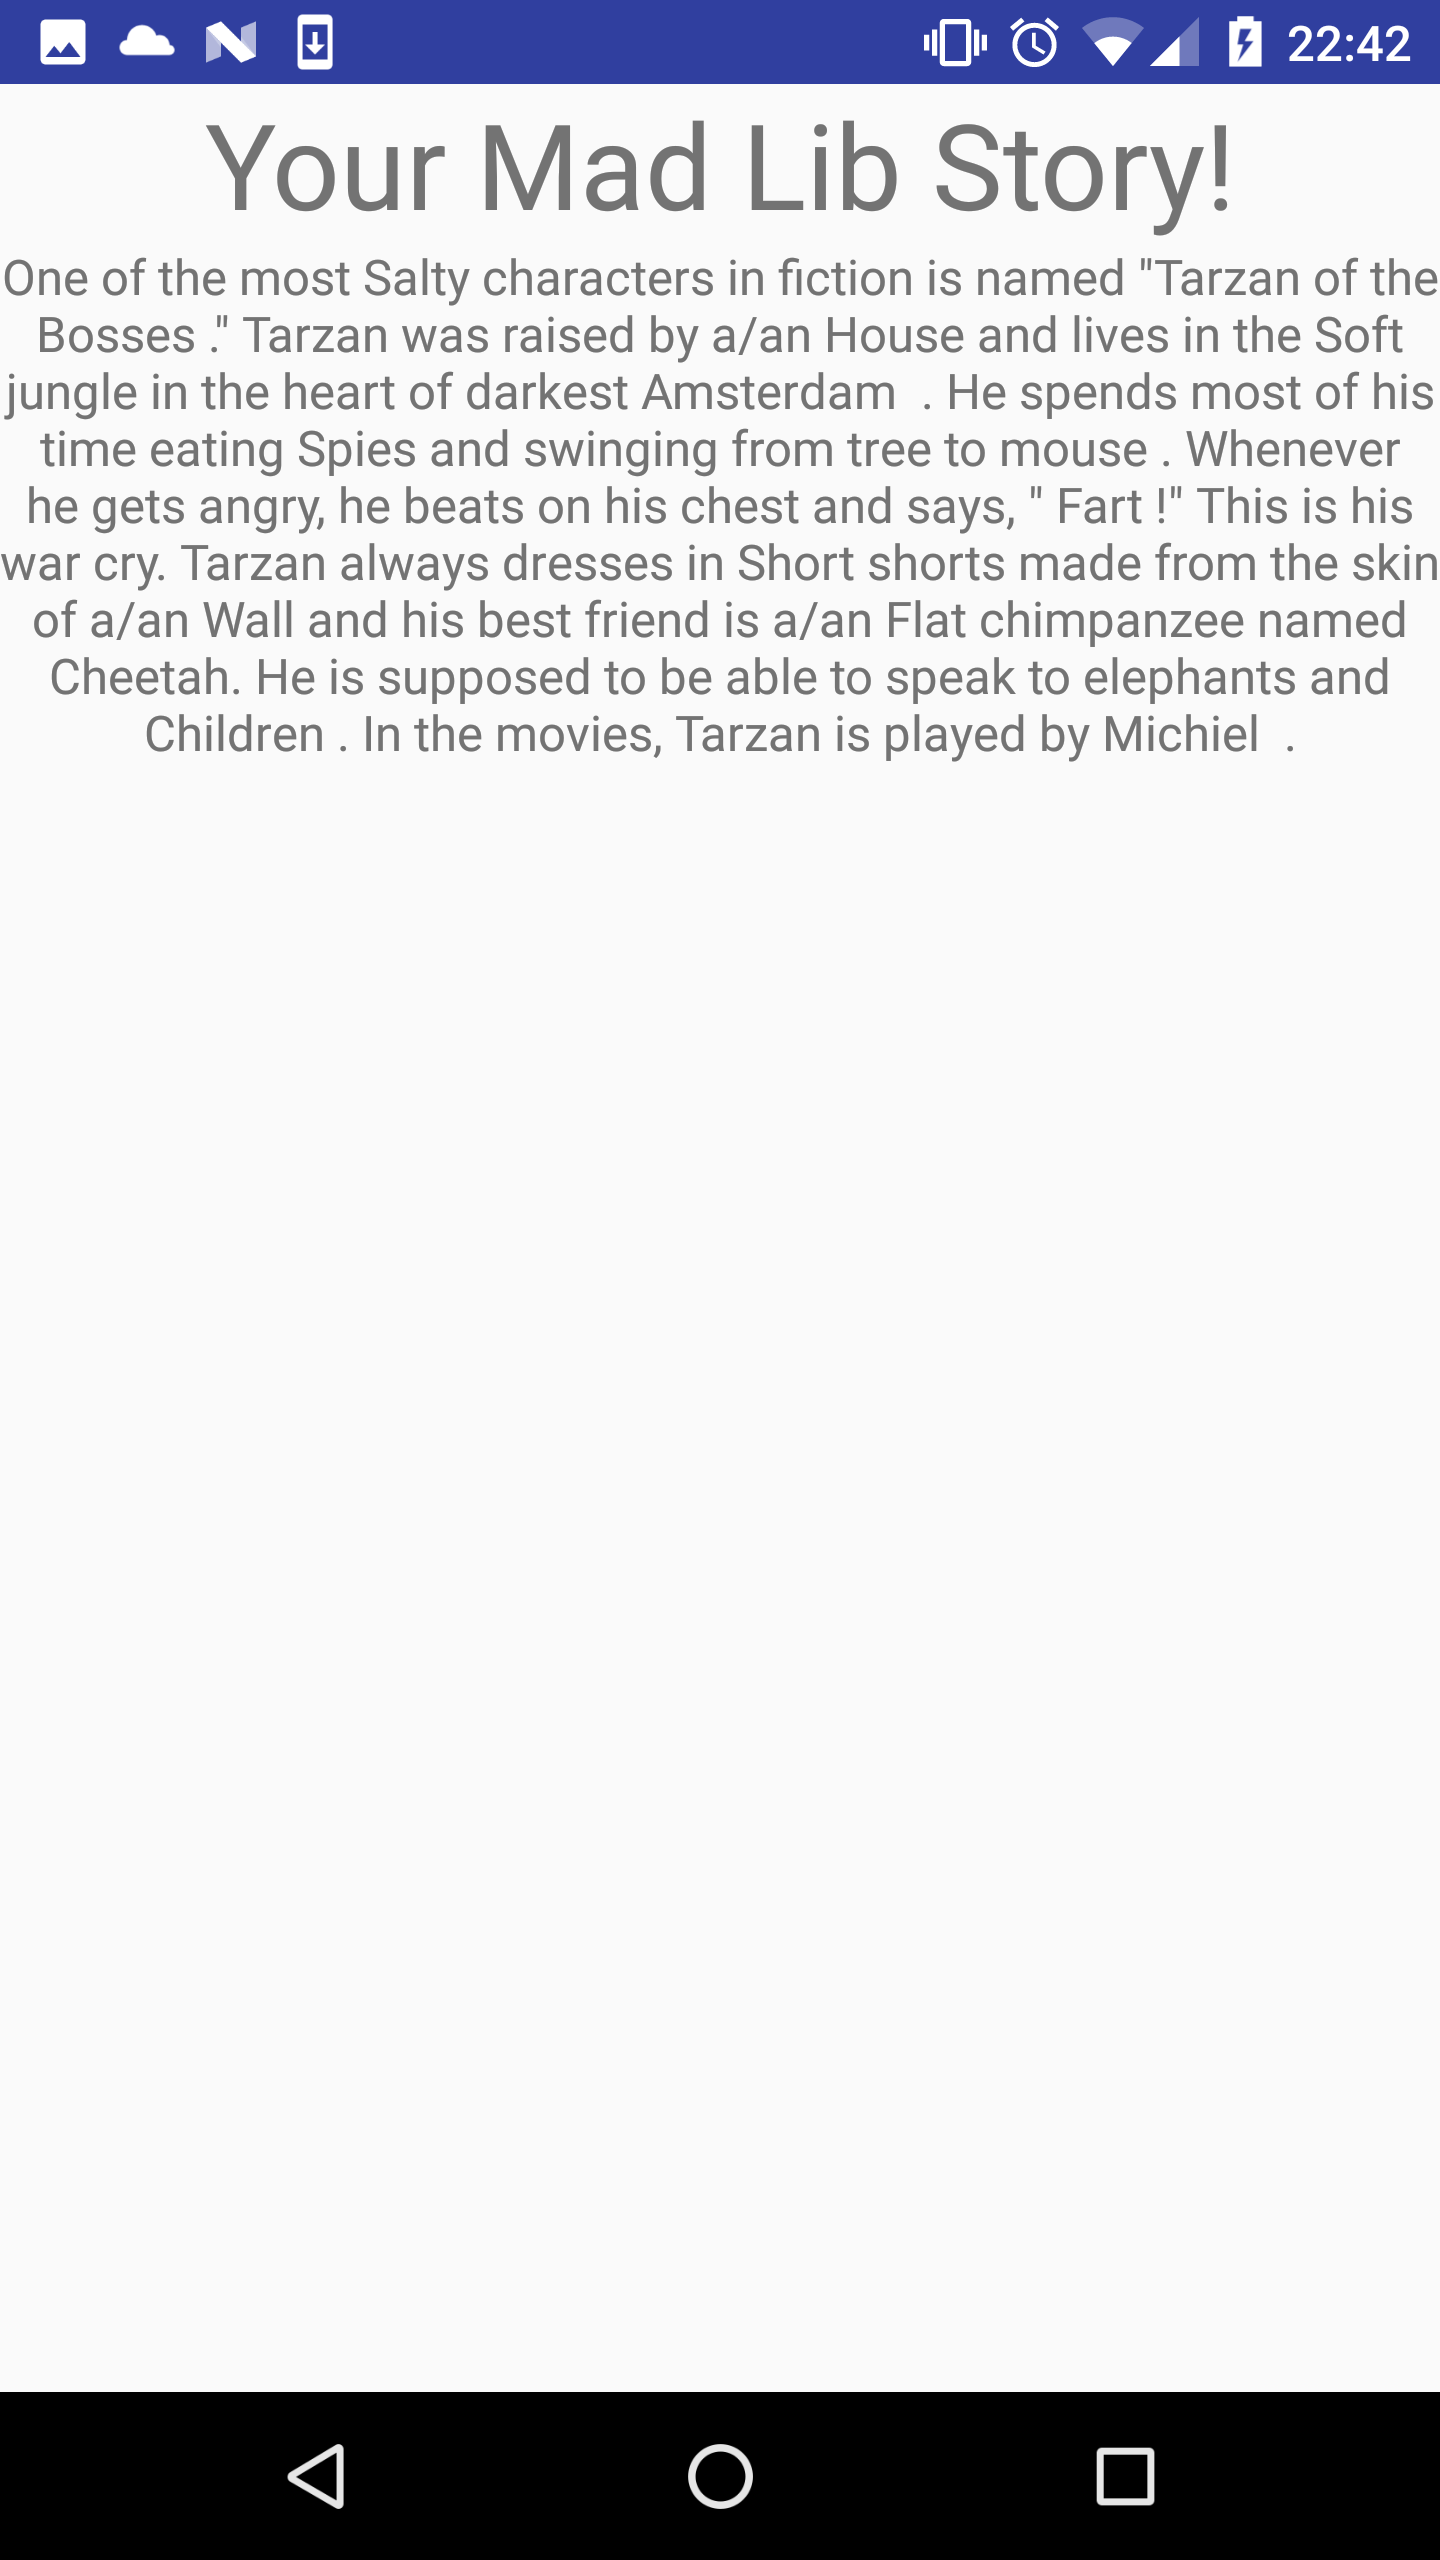 22:42
Your Mad Lib Story!
One of the most Salty characters in fiction is named "Tarzan of the
Bosses ." Tarzan was raised by a/an House and lives in the Soft
jungle in the heart of darkest Amsterdam  . He spends most of his
time eating Spies and swinging from tree to mouse . Whenever
he gets angry, he beats on his chest and says, " Fart !" This is his
war cry. Tarzan always dresses in Short shorts made from the skin
of a/an Wall and his best friend is a/an Flat chimpanzee named
Cheetah. He is supposed to be able to speak to elephants and
Children . In the movies, Tarzan is played by Michiel  .